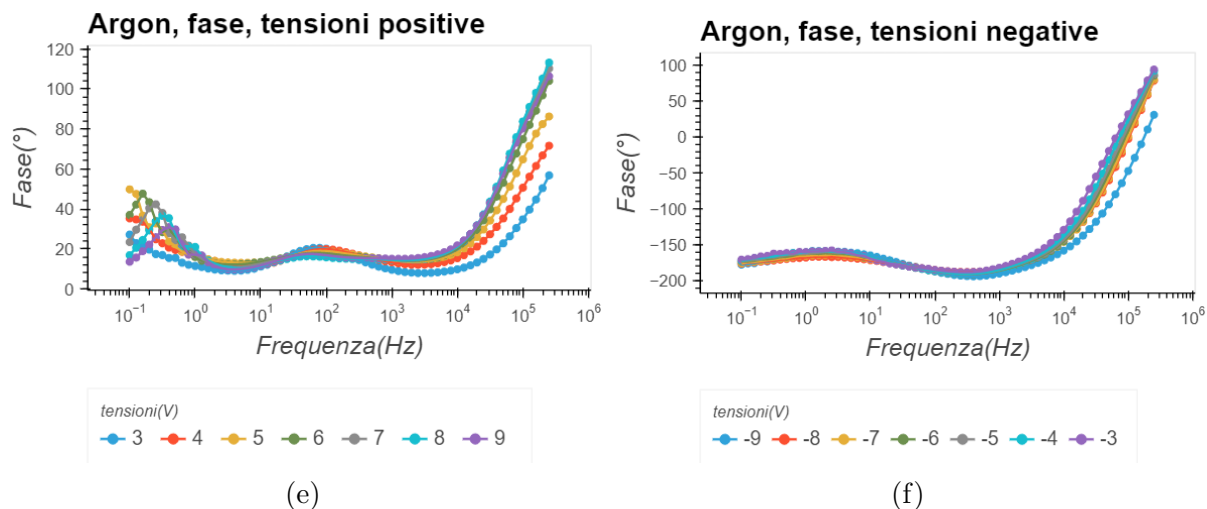 Argon, fase, tensioni positive
120
100
80
60
40
20
0
Fase(°)
10⁻¹ 10⁰ 10¹ 10² 10³ 10⁴ 10⁵ 10⁶
Frequenza(Hz)
tensioni(V)
3 4 5 6 7 8 9
(e)
Argon, fase, tensioni negative
100
50
0
−50
−100
−150
−200
Fase(°)
10⁻¹ 10⁰ 10¹ 10² 10³ 10⁴ 10⁵ 10⁶
Frequenza(Hz)
tensioni(V)
-9 -8 -7 -6 -5 -4 -3
(f)